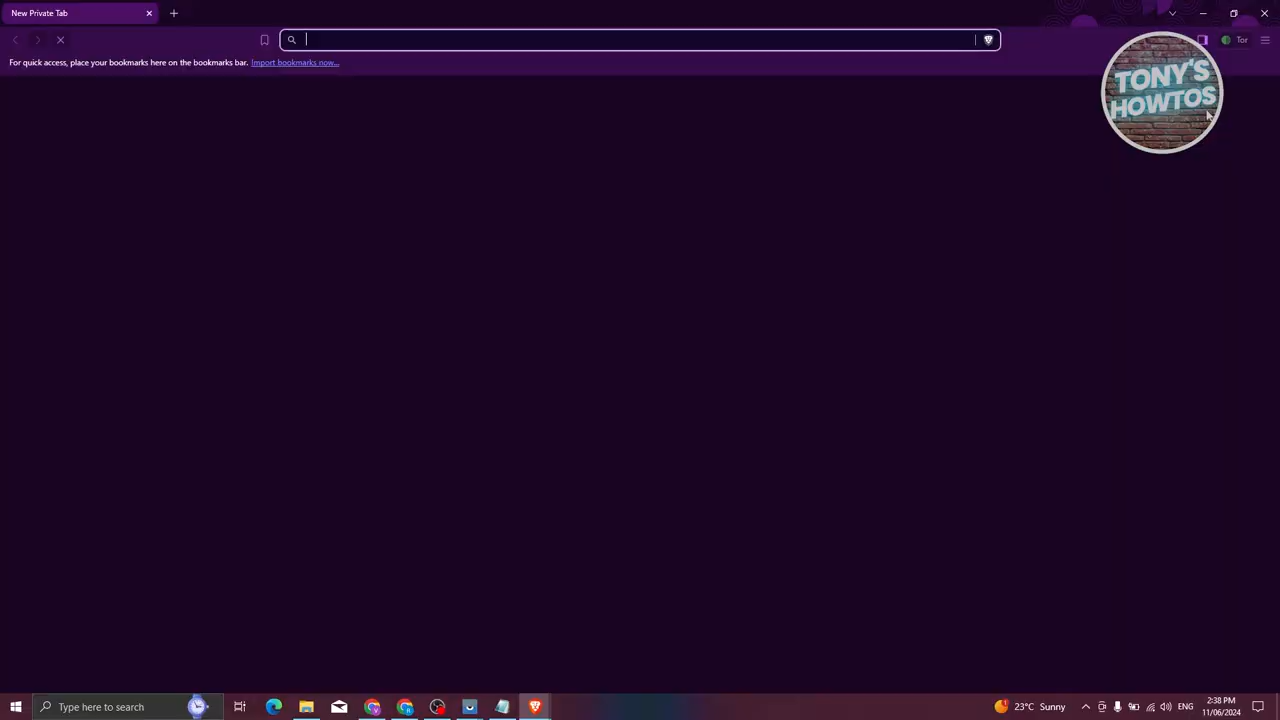 New Private Tab
Tor
For quick access, place your bookmarks here on the bookmarks bar. Import bookmarks now...
TONY'S
HOWTOS
Type here to search
23°C Sunny
ENG
2:38 PM
11/06/2024